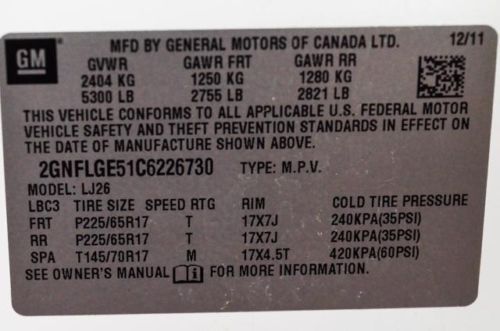 GM
MFD BY GENERAL MOTORS OF CANADA LTD. 12/11
GVWR GAWR FRT GAWR RR
2404 KG 1250 KG 1280 KG
5300 LB 2755 LB 2821 LB
THIS VEHICLE CONFORMS TO ALL APPLICABLE U.S. FEDERAL MOTOR
VEHICLE SAFETY AND THEFT PREVENTION STANDARDS IN EFFECT ON
THE DATE OF MANUFACTURE SHOWN ABOVE.
2GNFLGE51C6226730 TYPE: M.P.V.
MODEL: LJ26
LBC3 TIRE SIZE SPEED RTG RIM COLD TIRE PRESSURE
FRT P225/65R17 T 17X7J 240KPA(35PSI)
RR P225/65R17 T 17X7J 240KPA(35PSI)
SPA T145/70R17 M 17X4.5T 420KPA(60PSI)
SEE OWNER'S MANUAL FOR MORE INFORMATION.